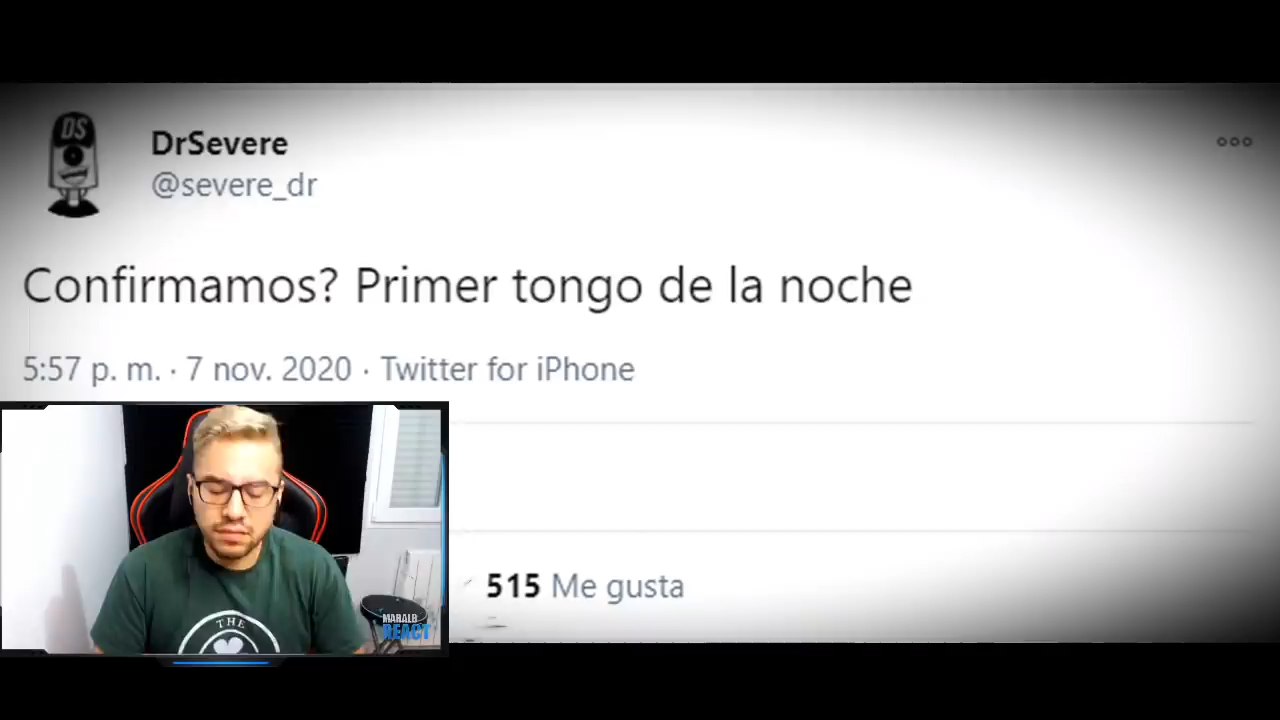 DS
DrSevere
@severe_dr
Confirmamos? Primer tongo de la noche
5:57 p. m. · 7 nov. 2020 · Twitter for iPhone
515 Me gusta
THE
MARALB
REACT